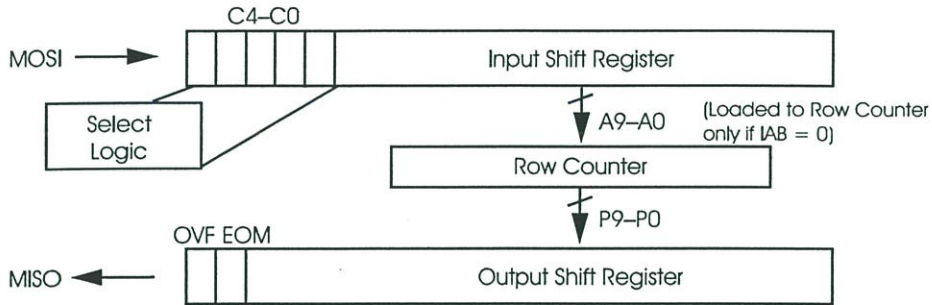 C4–C0
MOSI
Input Shift Register
Select
Logic
A9–A0
(Loaded to Row Counter
only if IAB = 0)
Row Counter
P9–P0
OVF EOM
MISO
Output Shift Register